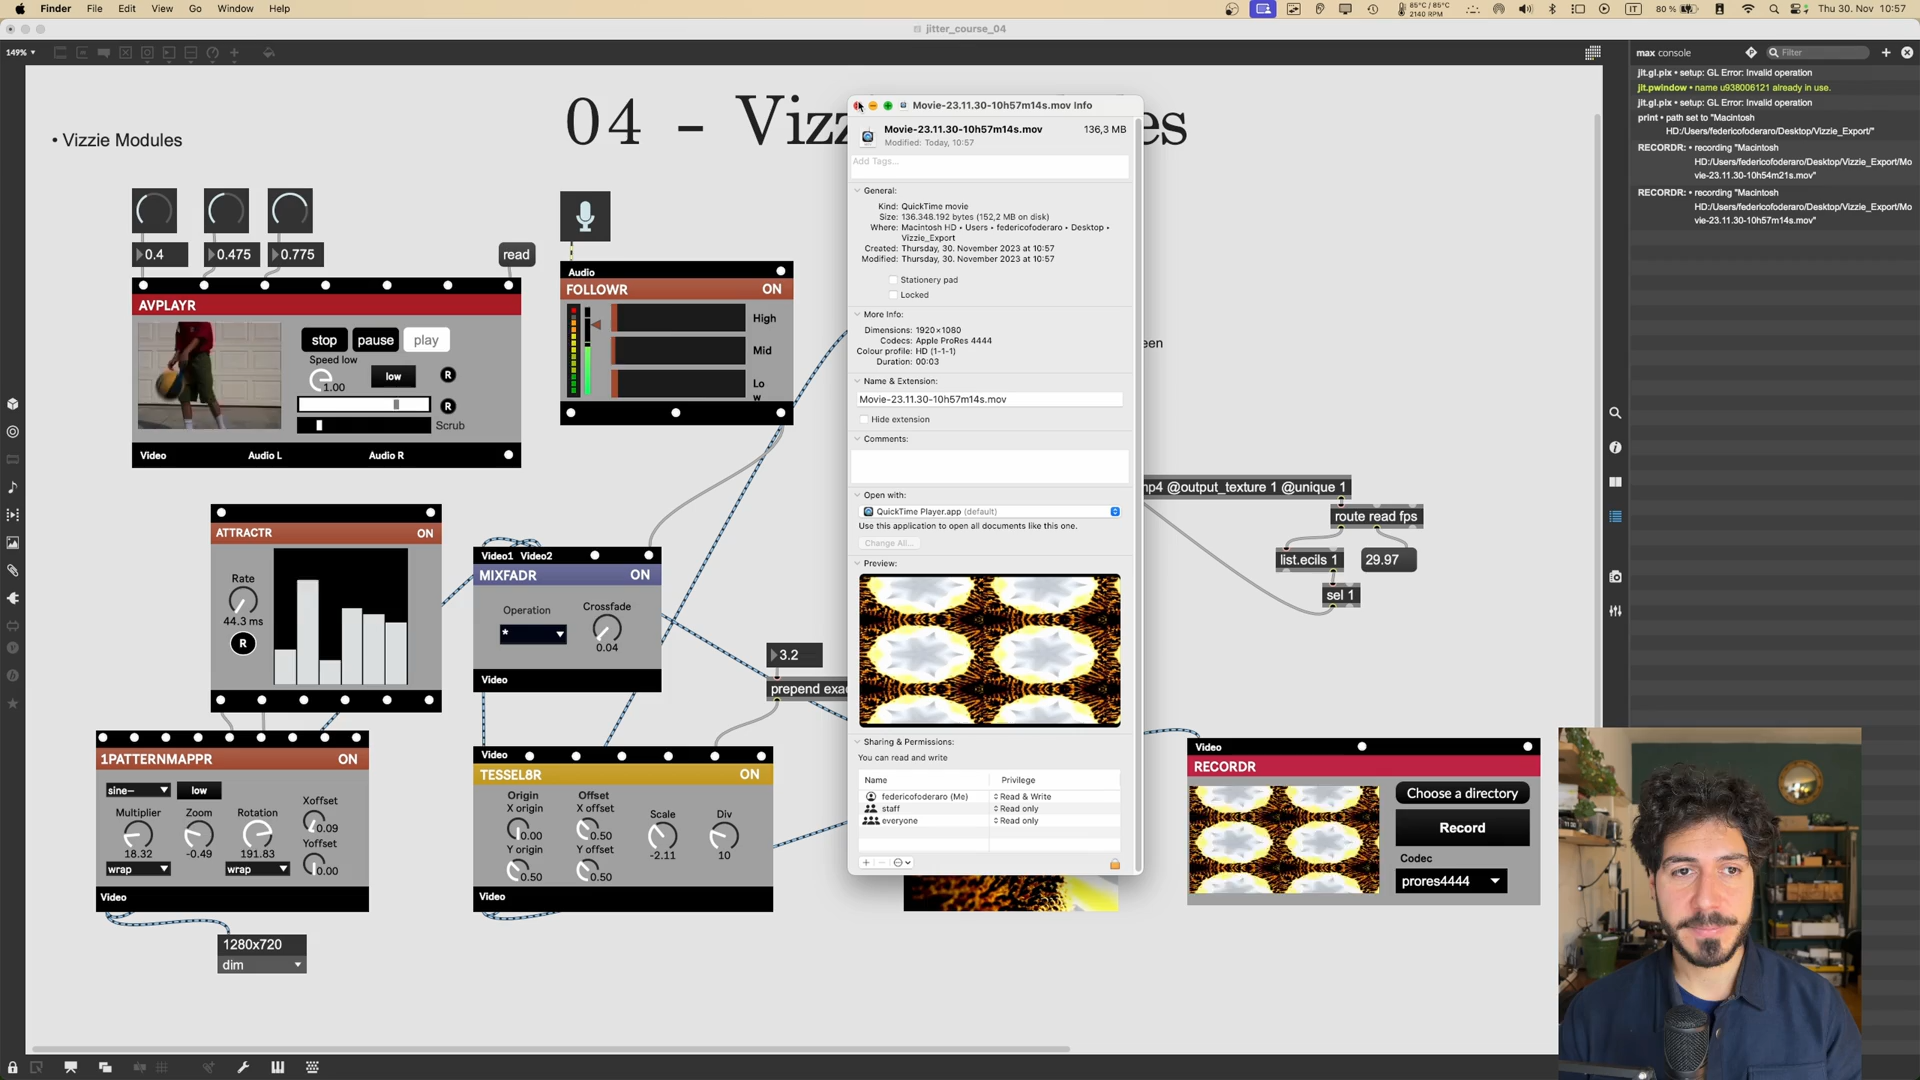 Finder File Edit View Go Window Help
85°C / 85°C
2140 RPM
IT
80 %
Thu 30. Nov 10:57
jitter_course_04
149%
max console
Filter
jit.gl.pix • setup: GL Error: Invalid operation
jit.pwindow • name u938006121 already in use.
jit.gl.pix • setup: GL Error: Invalid operation
print • path set to "Macintosh
HD:/Users/federicofoderaro/Desktop/Vizzie_Export/"
RECORDR: • recording "Macintosh
HD:/Users/federicofoderaro/Desktop/Vizzie_Export/Mo
vie-23.11.30-10h54m21s.mov"
RECORDR: • recording "Macintosh
HD:/Users/federicofoderaro/Desktop/Vizzie_Export/Mo
vie-23.11.30-10h57m14s.mov"
04 - Vizz
es
• Vizzie Modules
0.4
0.475
0.775
read
AVPLAYR
stop
pause
play
Speed low
1.00
low
R
R
Scrub
Video
Audio L
Audio R
Audio
FOLLOWR
ON
High
Mid
Lo
w
ATTRACTR
ON
Rate
44.3 ms
R
Video1 Video2
MIXFADR
ON
Operation
*
Crossfade
0.04
Video
3.2
prepend exac
1PATTERNMAPPR
ON
sine~
low
Multiplier
18.32
wrap
Zoom
-0.49
Rotation
191.83
wrap
Xoffset
0.09
Yoffset
0.00
Video
1280x720
dim
Video
TESSEL8R
ON
Origin
X origin
0.00
Y origin
0.50
Offset
X offset
0.50
Y offset
0.50
Scale
-2.11
Div
10
Video
Movie-23.11.30-10h57m14s.mov Info
Movie-23.11.30-10h57m14s.mov
136,3 MB
Modified: Today, 10:57
Add Tags...
General:
Kind: QuickTime movie
Size: 136.348.192 bytes (152,2 MB on disk)
Where: Macintosh HD • Users • federicofoderaro • Desktop •
Vizzie_Export
Created: Thursday, 30. November 2023 at 10:57
Modified: Thursday, 30. November 2023 at 10:57
Stationery pad
Locked
More Info:
Dimensions: 1920×1080
Codecs: Apple ProRes 4444
Colour profile: HD (1-1-1)
Duration: 00:03
Name & Extension:
Movie-23.11.30-10h57m14s.mov
Hide extension
Comments:
Open with:
QuickTime Player.app (default)
Use this application to open all documents like this one.
Change All...
Preview:
Sharing & Permissions:
You can read and write
Name
Privilege
federicofoderaro (Me)
Read & Write
staff
Read only
everyone
Read only
een
np4 @output_texture 1 @unique 1
route read fps
list.ecils 1
29.97
sel 1
Video
RECORDR
Choose a directory
Record
Codec
prores4444